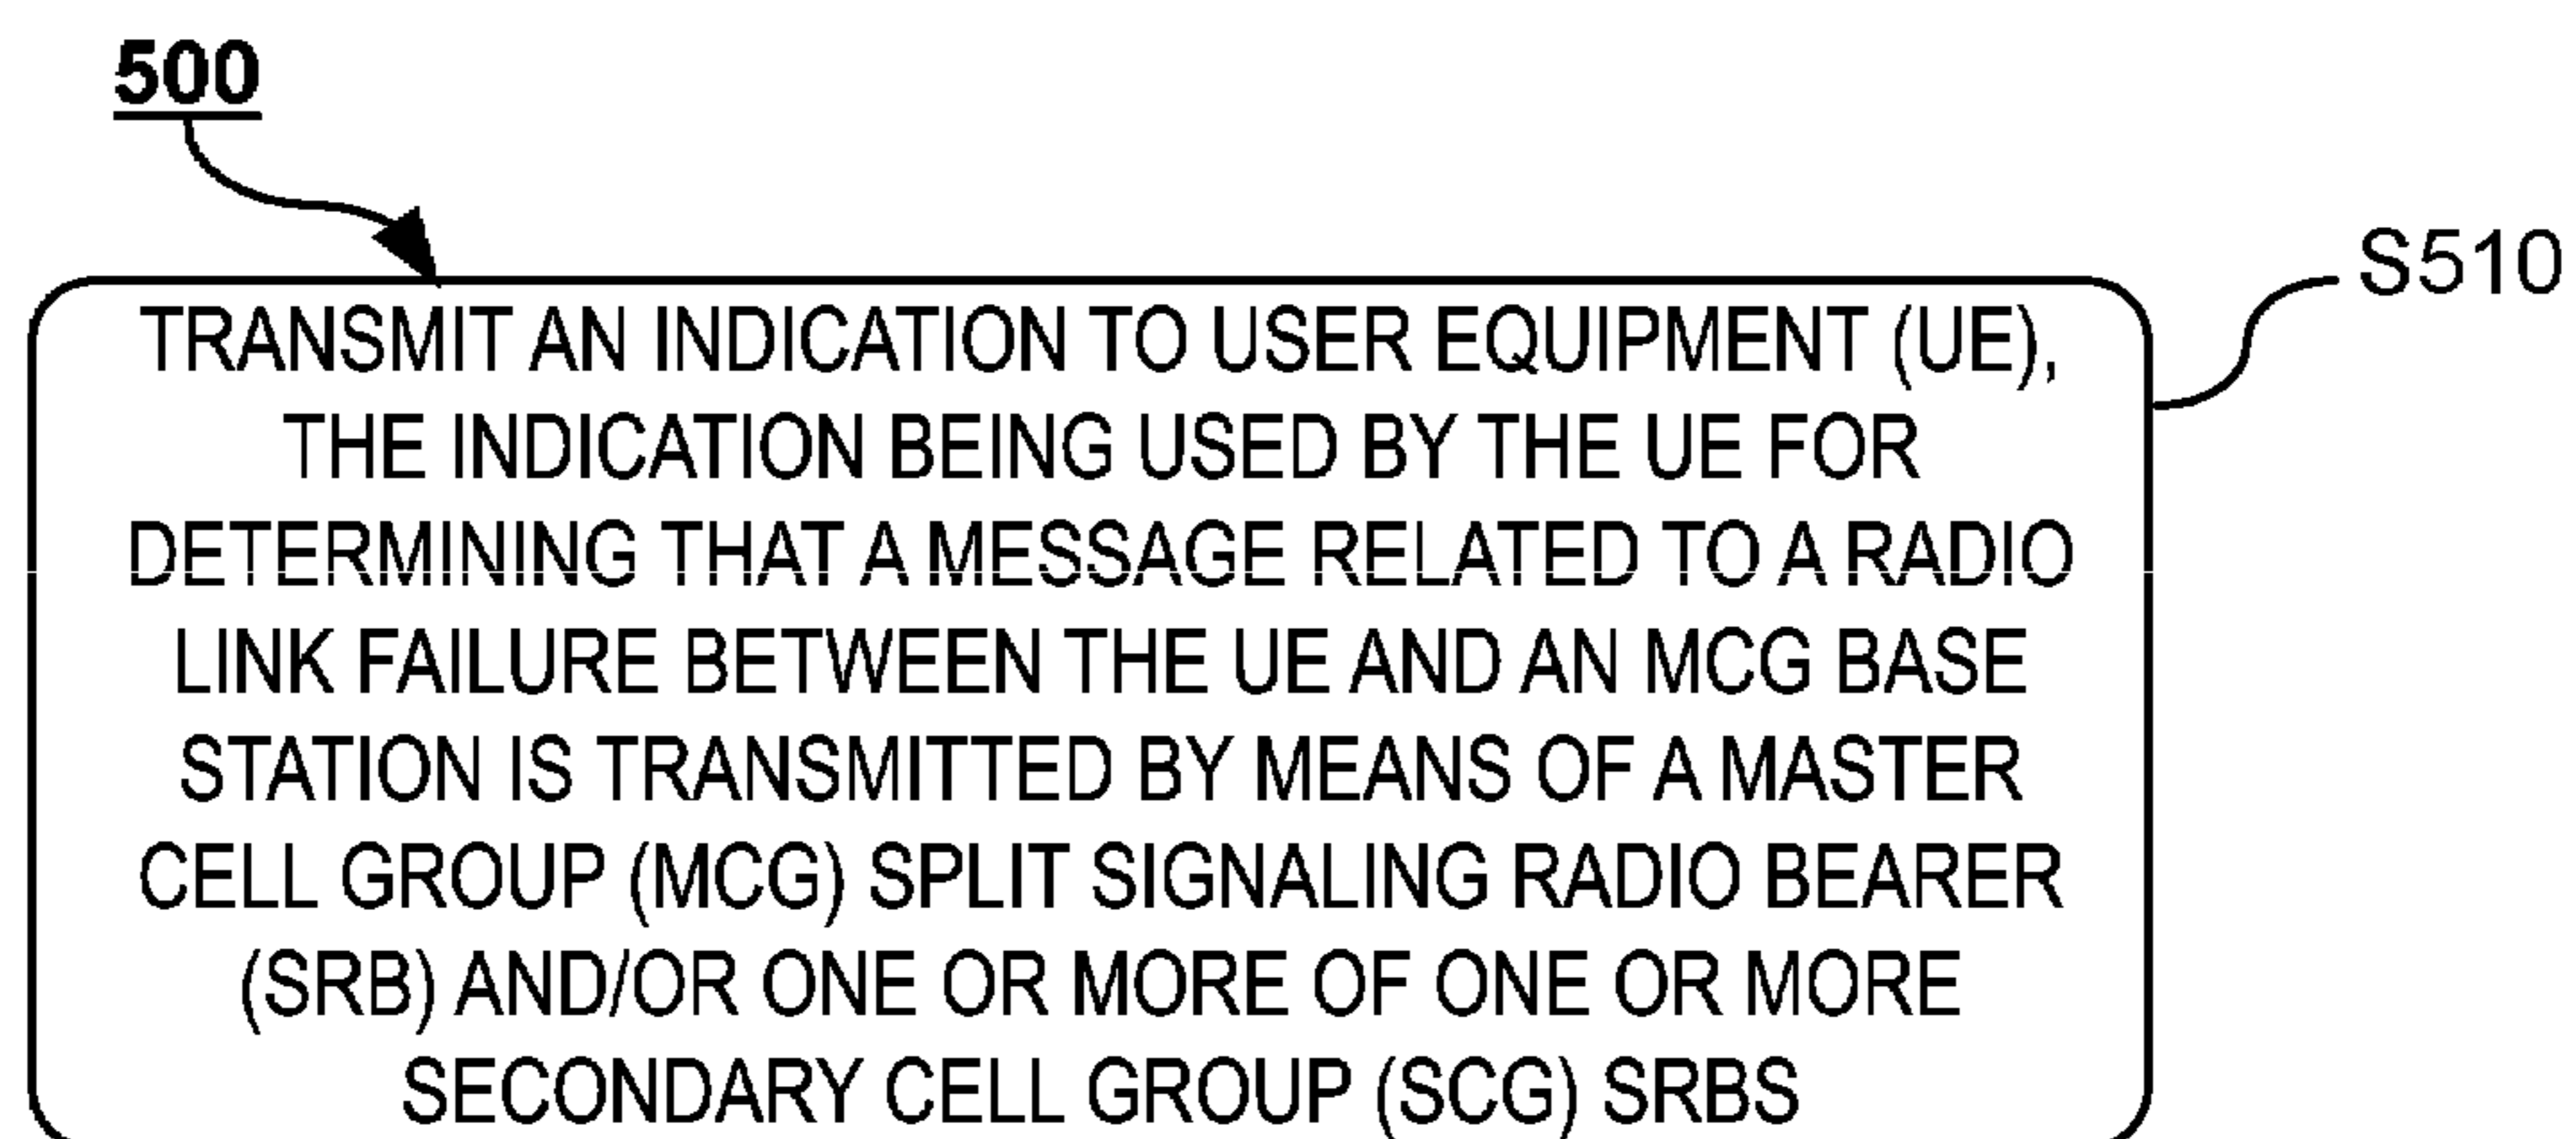 500
S510
TRANSMIT AN INDICATION TO USER EQUIPMENT (UE),
THE INDICATION BEING USED BY THE UE FOR
DETERMINING THAT A MESSAGE RELATED TO A RADIO
LINK FAILURE BETWEEN THE UE AND AN MCG BASE
STATION IS TRANSMITTED BY MEANS OF A MASTER
CELL GROUP (MCG) SPLIT SIGNALING RADIO BEARER
(SRB) AND/OR ONE OR MORE OF ONE OR MORE
SECONDARY CELL GROUP (SCG) SRBS